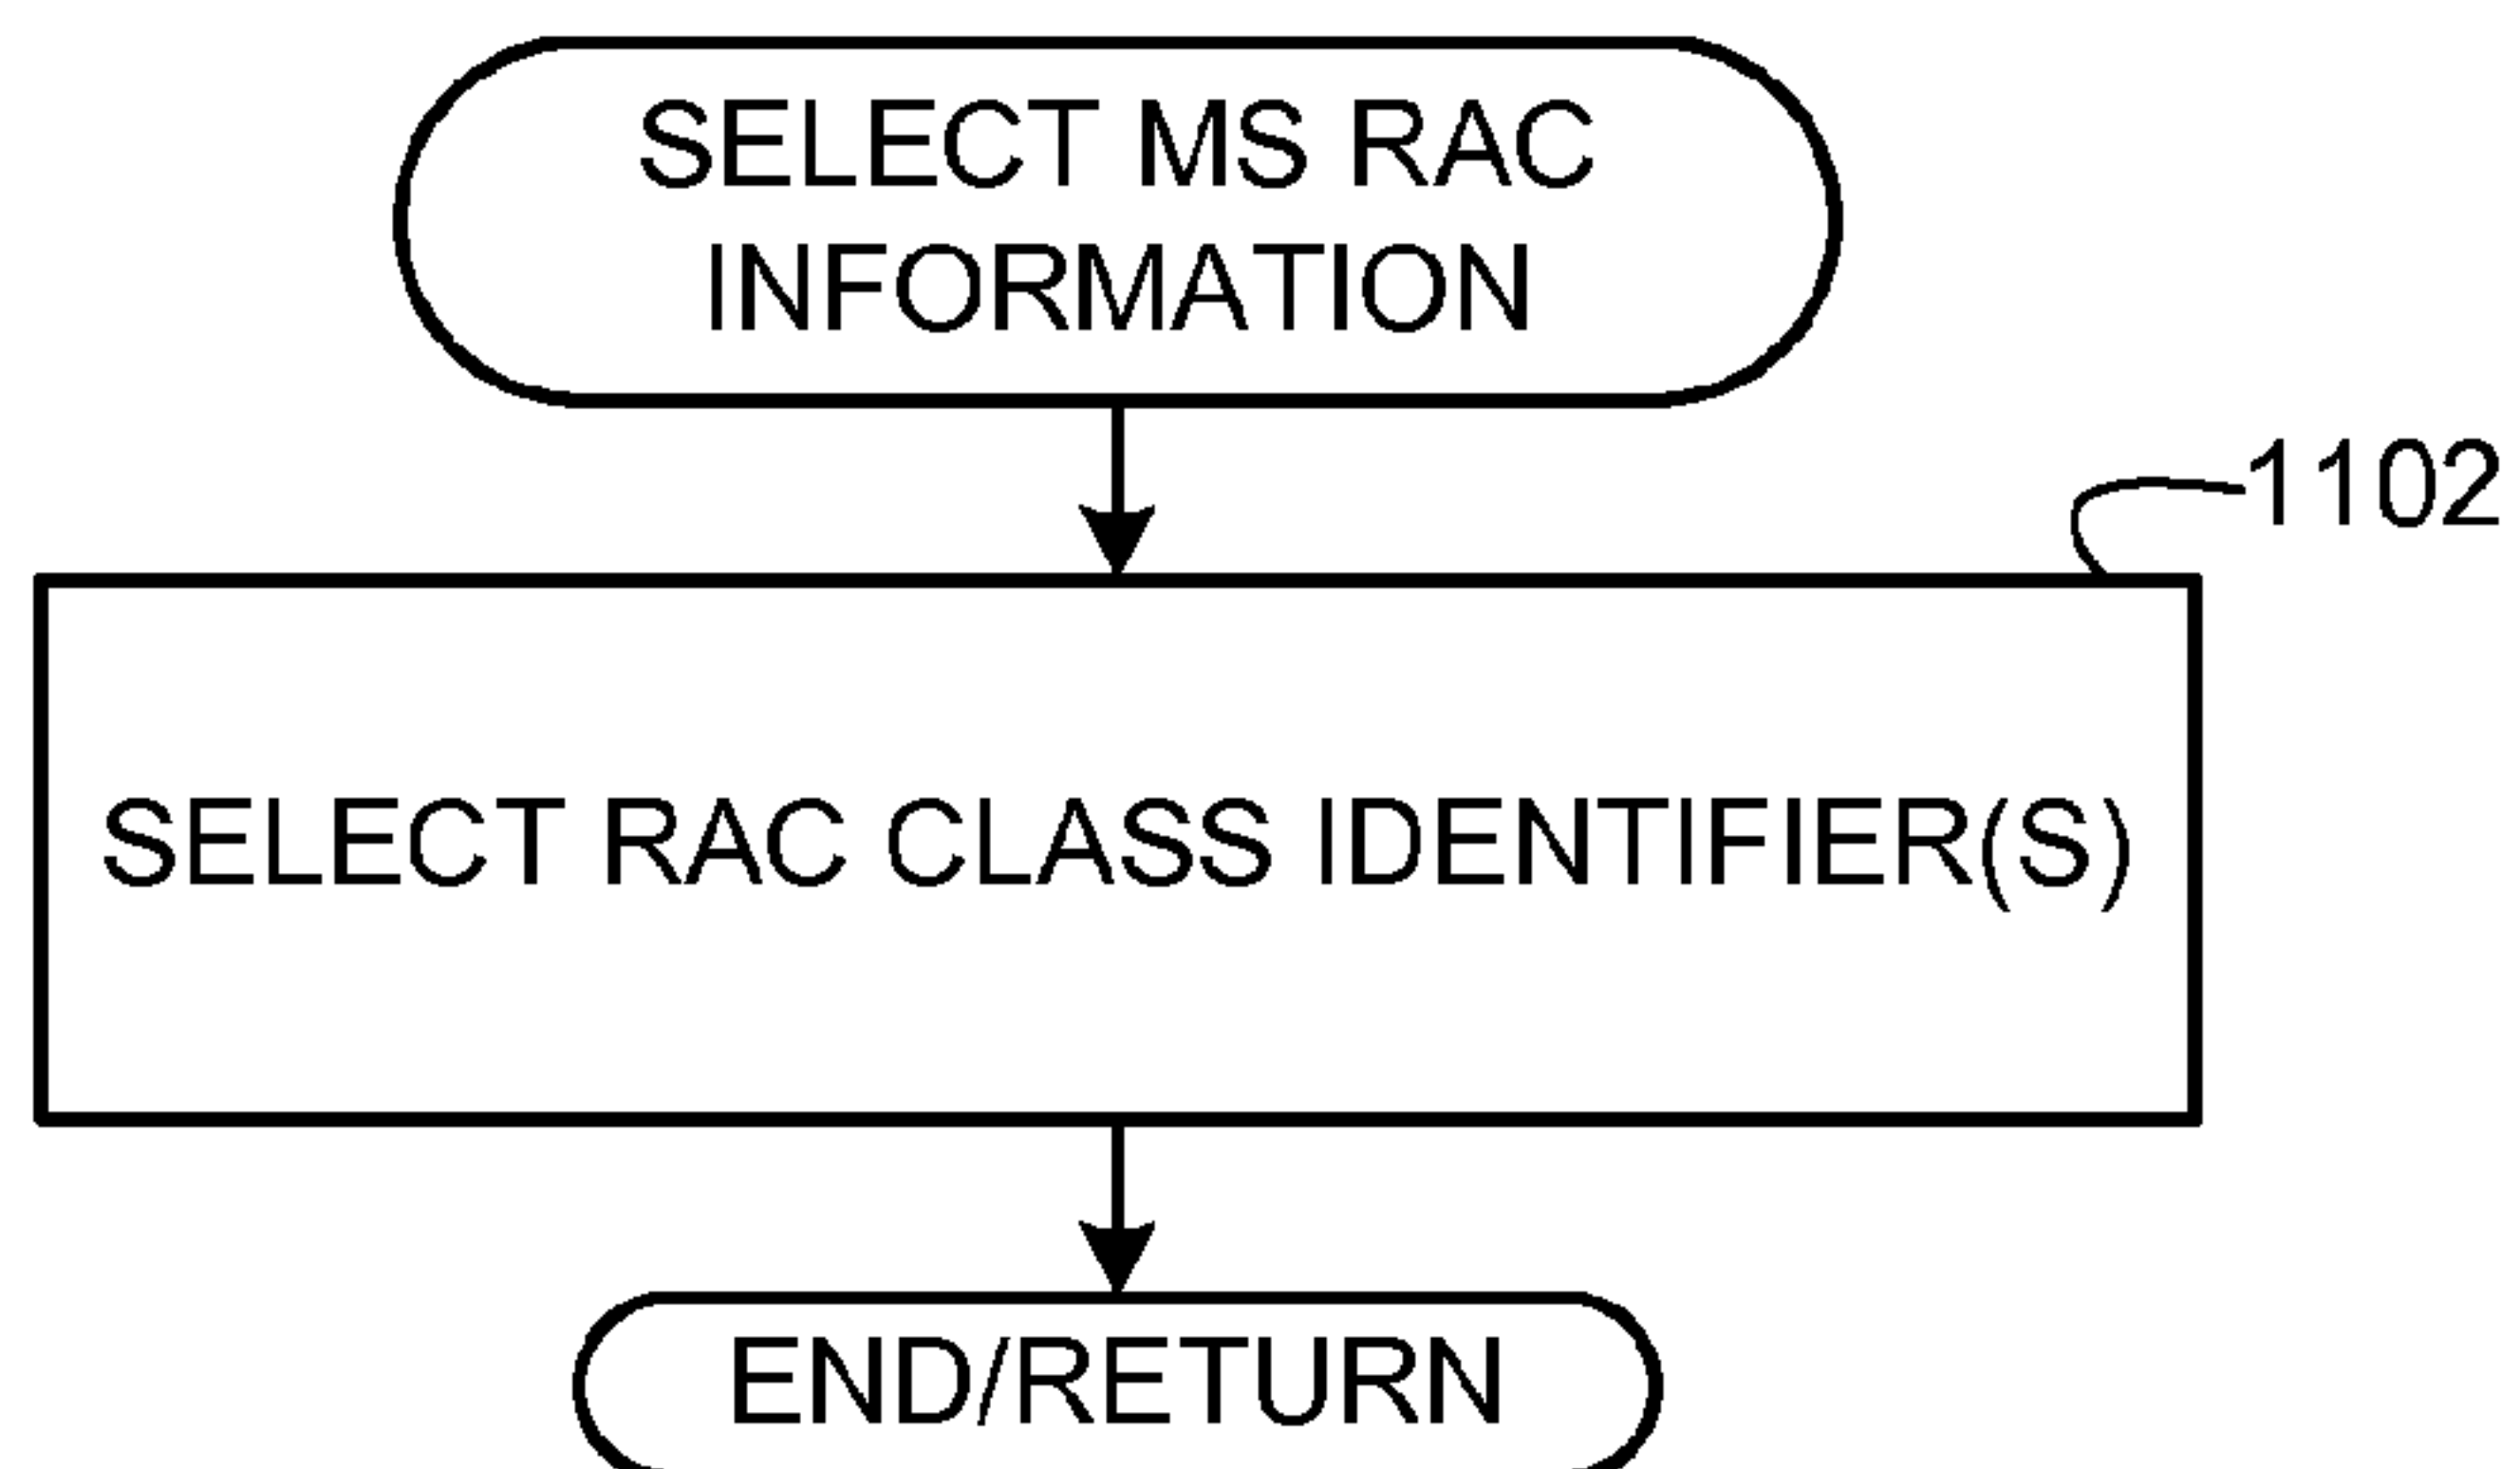 SELECT MS RAC
INFORMATION
1102
SELECT RAC CLASS IDENTIFIER(S)
END/RETURN